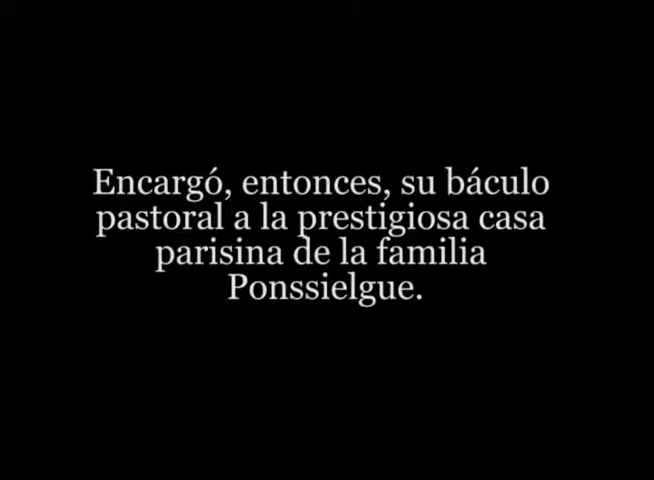 Encargó, entonces, su báculo
pastoral a la prestigiosa casa
parisina de la familia
Ponssielgue.